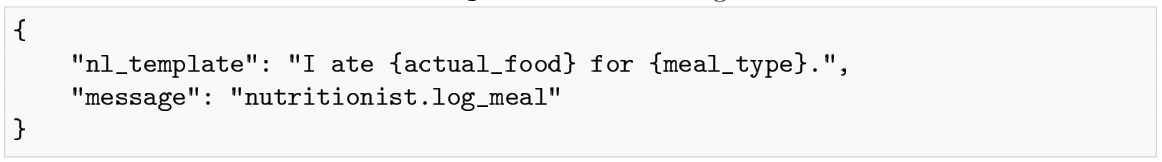 {
    "nl_template": "I ate {actual_food} for {meal_type}.",
    "message": "nutritionist.log_meal"
}